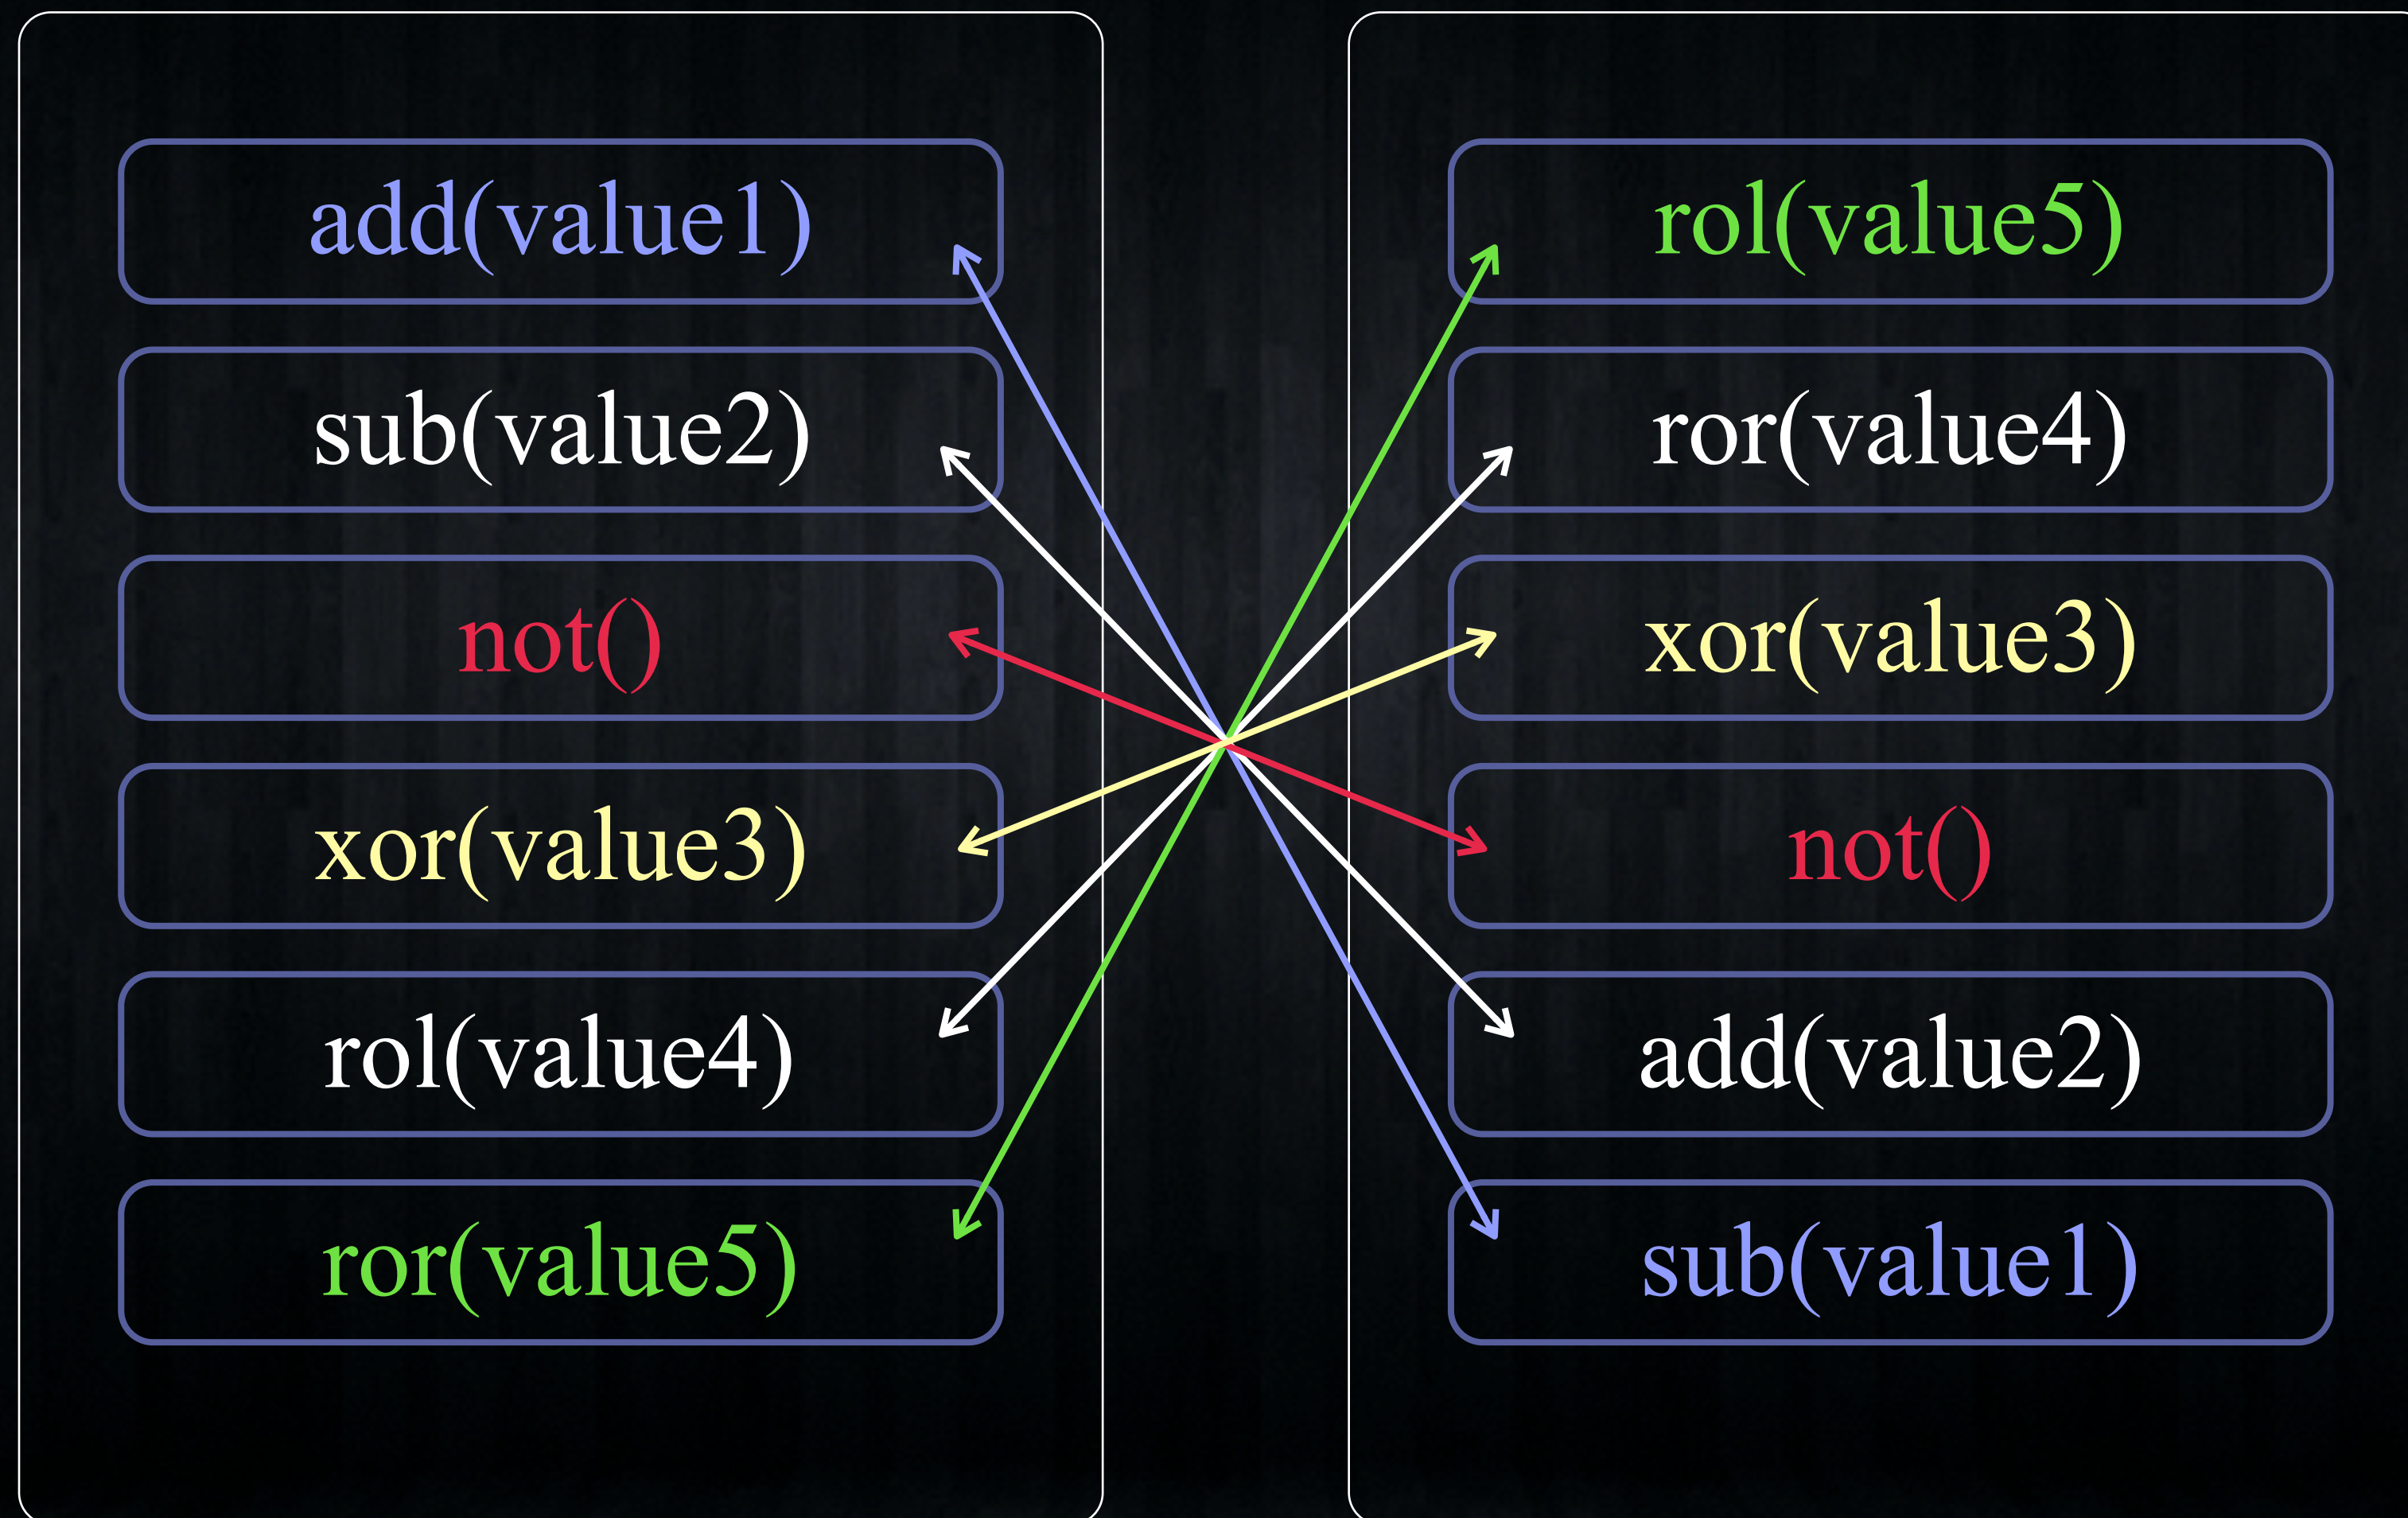 add(value1)
sub(value2)
not()
xor(value3)
rol(value4)
ror(value5)
rol(value5)
ror(value4)
xor(value3)
not()
add(value2)
sub(value1)